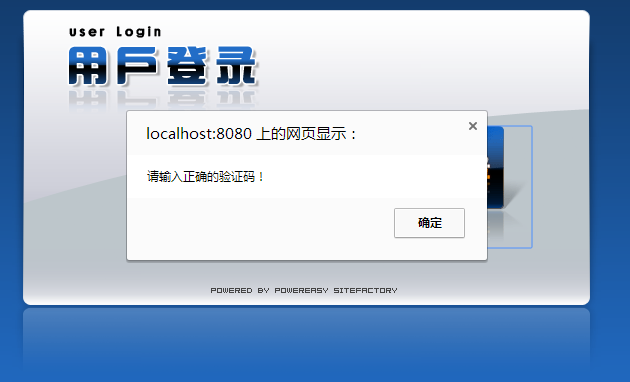 user Login
用戶登录
localhost:8080 上的网页显示：
×
请输入正确的验证码！
确定
POWERED BY POWEREASY SITEFACTORY